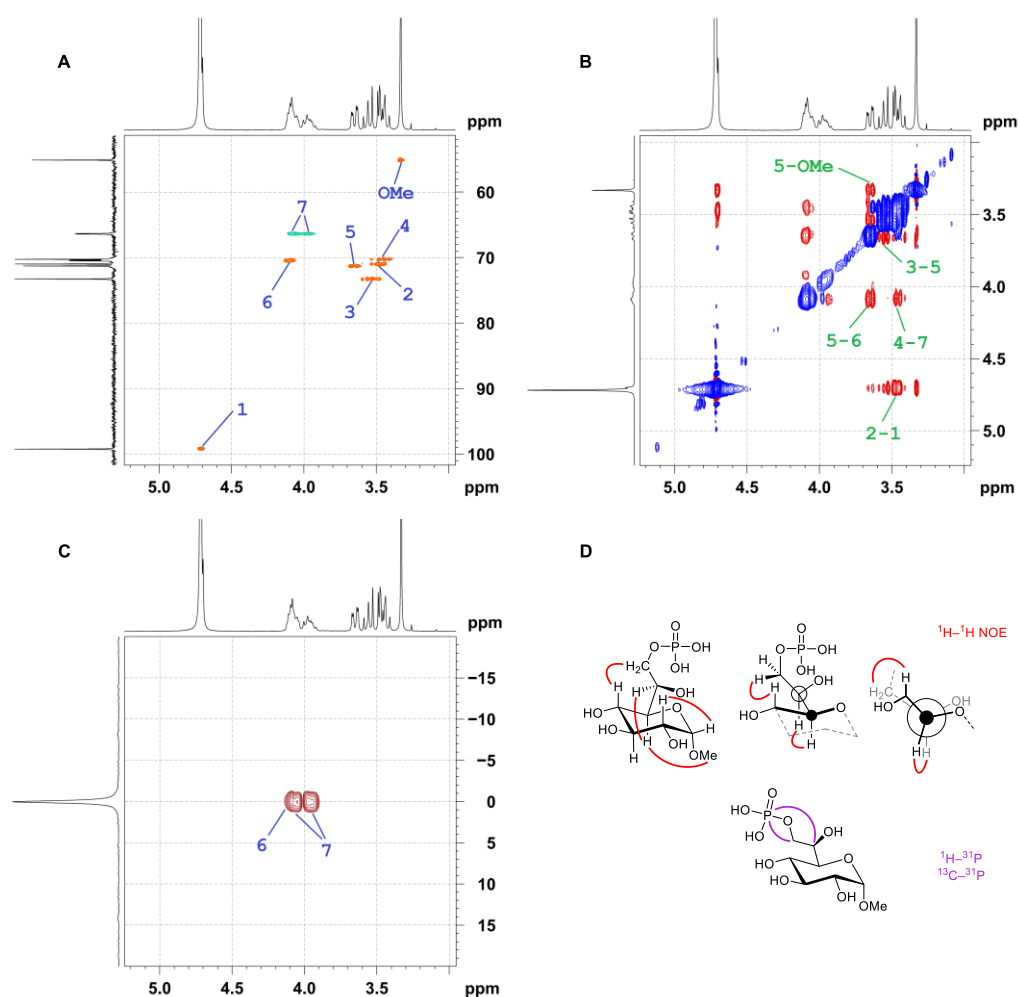 A
ppm
60
70
80
90
100
OMe
7
5
4
6
3
2
1
5.0 4.5 4.0 3.5 ppm
B
ppm
3.5
4.0
4.5
5.0
5-OMe
3-5
5-6
4-7
2-1
5.0 4.5 4.0 3.5 ppm
C
ppm
−15
−10
−5
0
5
10
15
6
7
5.0 4.5 4.0 3.5 ppm
D
¹H–¹H NOE
O
O P OH
OH
H₂C
H H OH
H
HO O
HO H
OH
H OMe
O
O P OH
OH
H
H H OH
HO O
H
H
H
H₂C
HO OH
O
H H
O
HO P O
HO OH
HO O
HO
OH
OMe
¹H–³¹P
¹³C–³¹P